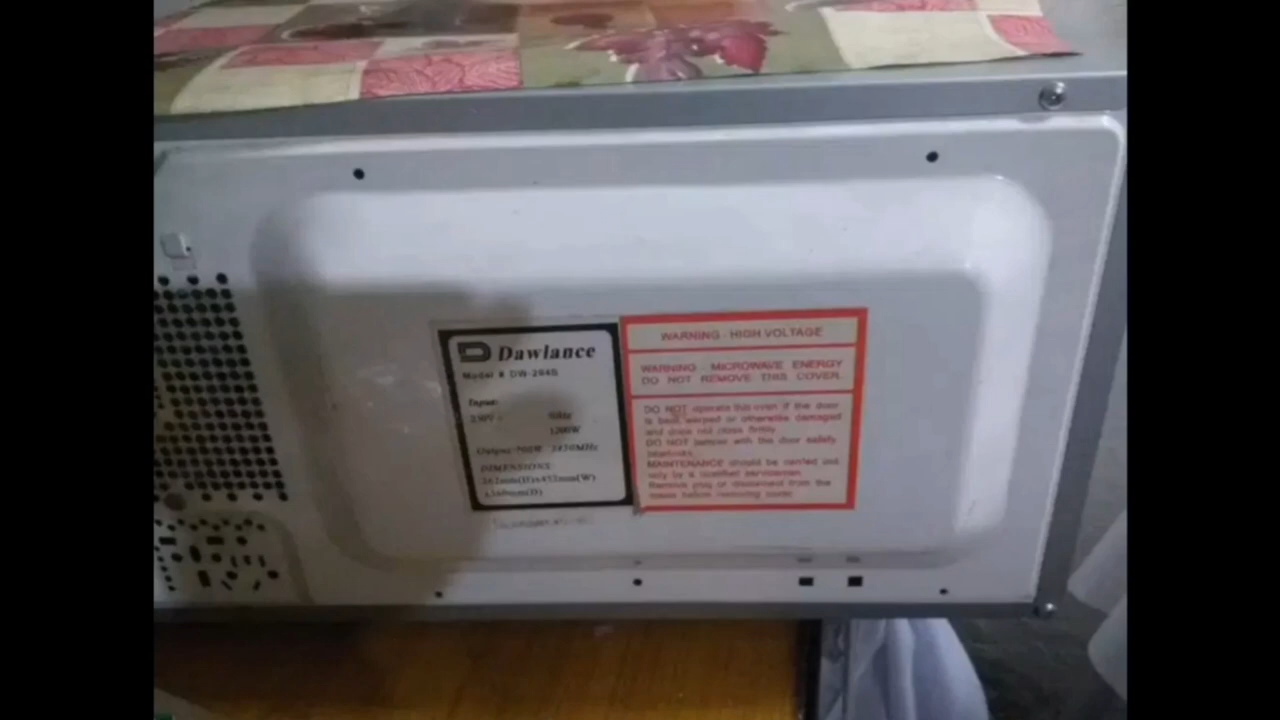 Dawlance
Model # DW-294S
Input:
230V~ 50Hz
1200W
Output: 700W 2450MHz
DIMENSIONS
262mm(H)x452mm(W)
WARNING - HIGH VOLTAGE
WARNING - MICROWAVE ENERGY
DO NOT REMOVE THIS COVER.
DO NOT operate this oven if the door
is bent, warped or otherwise damaged
and does not close firmly.
DO NOT tamper with the door safety
interlocks.
MAINTENANCE should be carried out
only by a qualified serviceman.
Remove plug or disconnect from the
mains before removing cover.